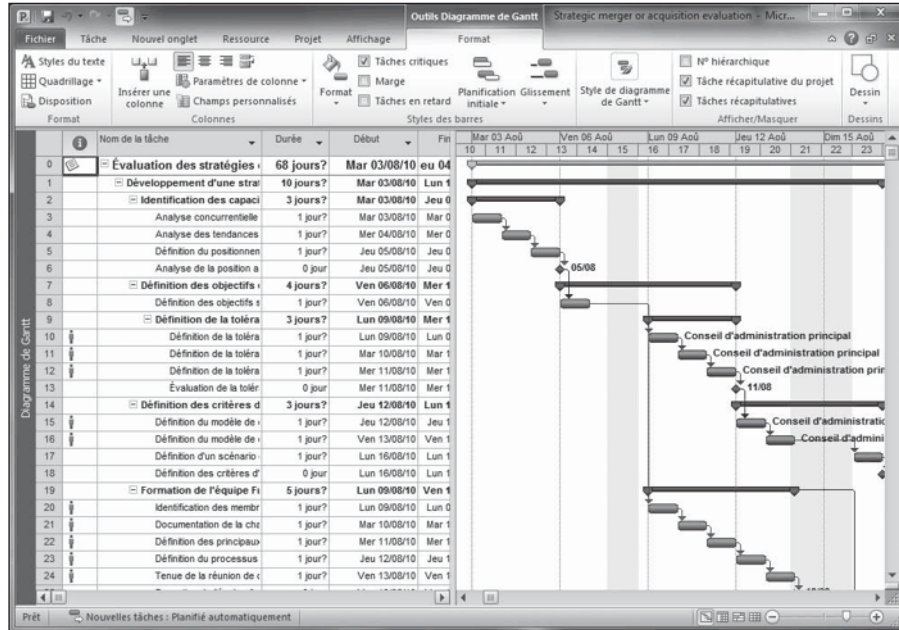 Outils Diagramme de Gantt Strategic merger or acquisition evaluation - Micr...
Fichier Tâche Nouvel onglet Ressource Projet Affichage Format
Styles du texte
Quadrillage
Disposition
Format
Insérer une colonne
Paramètres de colonne
Champs personnalisés
Colonnes
Format
Tâches critiques
Marge
Tâches en retard
Planification initiale
Glissement
Styles des barres
Style de diagramme de Gantt
N° hiérarchique
Tâche récapitulative du projet
Tâches récapitulatives
Afficher/Masquer
Dessin
Dessins
Nom de la tâche Durée Début Fin
Mar 03 Aoû Ven 06 Aoû Lun 09 Aoû Jeu 12 Aoû Dim 15 Aoû
10 11 12 13 14 15 16 17 18 19 20 21 22 23
0 Évaluation des stratégies 68 jours? Mar 03/08/10 eu 04
1 Développement d'une strat 10 jours? Mar 03/08/10 Lun 1
2 Identification des capaci 3 jours? Mar 03/08/10 Jeu 0
3 Analyse concurrentielle 1 jour? Mar 03/08/10 Mar 0
4 Analyse des tendances 1 jour? Mer 04/08/10 Mer 0
5 Définition du positionnen 1 jour? Jeu 05/08/10 Jeu 0
6 Analyse de la position a 0 jour Jeu 05/08/10 Jeu 0 05/08
7 Définition des objectifs 4 jours? Ven 06/08/10 Mer 1
8 Définition des objectifs s 1 jour? Ven 06/08/10 Ven 0
9 Définition de la toléra 3 jours? Lun 09/08/10 Mer 1
10 Définition de la toléra 1 jour? Lun 09/08/10 Lun 0 Conseil d'administration principal
11 Définition de la toléra 1 jour? Mar 10/08/10 Mar 1 Conseil d'administration principal
12 Définition de la toléra 1 jour? Mer 11/08/10 Mer 1 Conseil d'administration prin
13 Évaluation de la tolér 0 jour Mer 11/08/10 Mer 1 11/08
14 Définition des critères d 3 jours? Jeu 12/08/10 Lun 1
15 Définition du modèle de 1 jour? Jeu 12/08/10 Jeu 1 Conseil d'administratio
16 Définition du modèle de 1 jour? Ven 13/08/10 Ven 1 Conseil d'admini
17 Définition d'un scénario 1 jour? Lun 16/08/10 Lun 1
18 Définition des critères d' 0 jour Lun 16/08/10 Lun 1
19 Formation de l'équipe Fu 5 jours? Lun 09/08/10 Ven 1
20 Identification des membr 1 jour? Lun 09/08/10 Lun 0
21 Documentation de la cha 1 jour? Mar 10/08/10 Mar 1
22 Définition des principau 1 jour? Mer 11/08/10 Mer 1
23 Définition du processus 1 jour? Jeu 12/08/10 Jeu 1
24 Tenue de la réunion de c 1 jour? Ven 13/08/10 Ven 1
Diagramme de Gantt
Prêt Nouvelles tâches : Planifié automatiquement